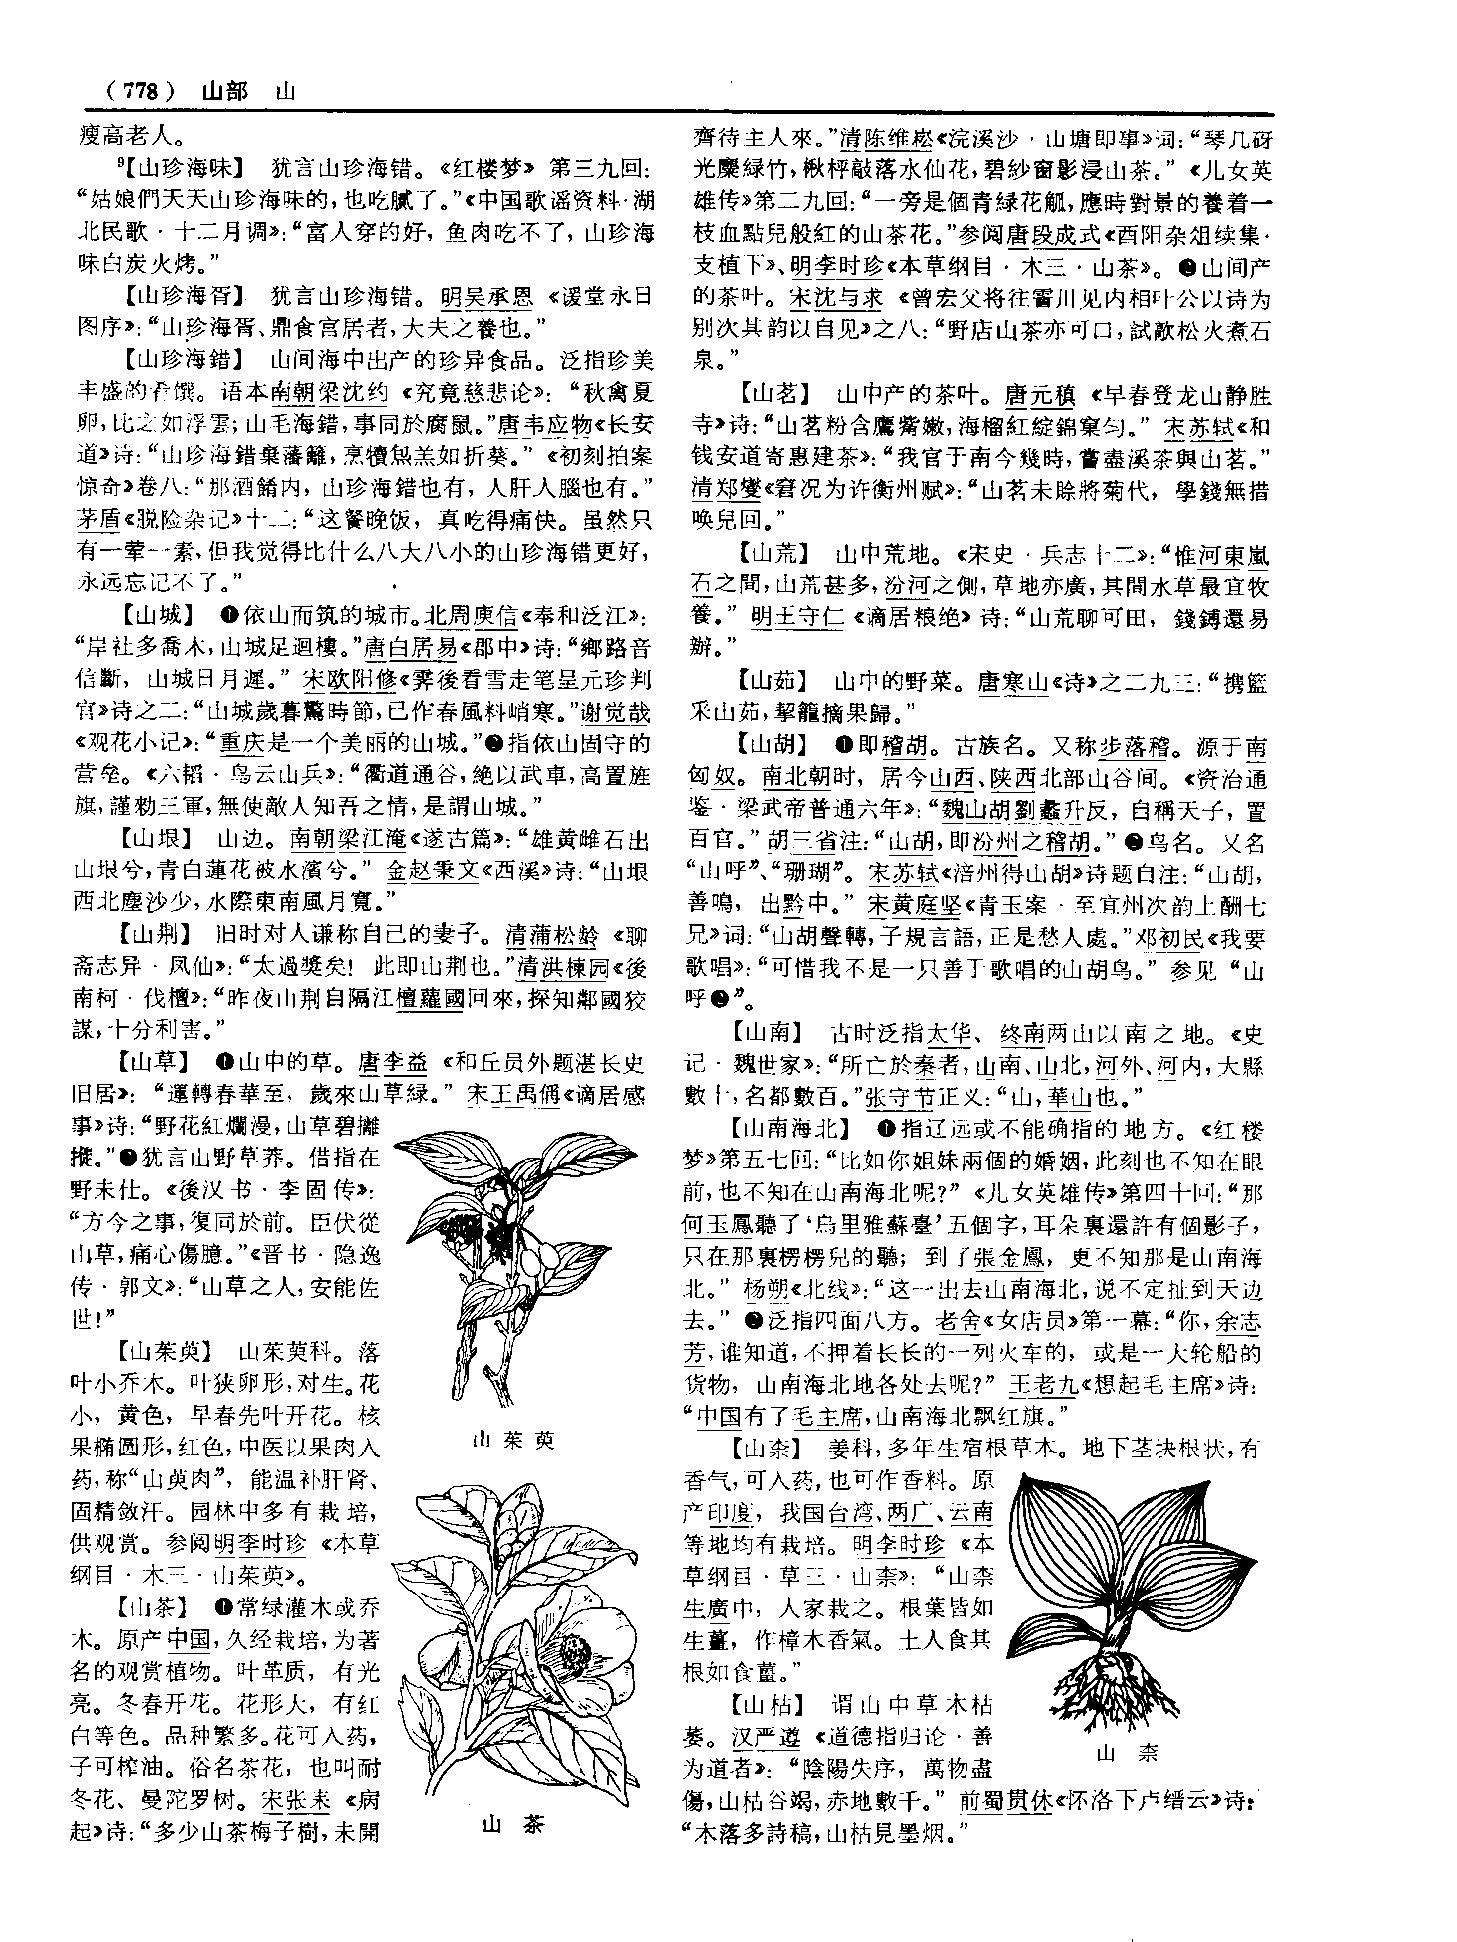 （778） 山部 山
瘦高老人。
⁹【山珍海味】 犹言山珍海错。《红楼梦》第三九回：
“姑娘們天天山珍海味的，也吃膩了。”《中国歌谣资料·湖
北民歌·十二月调》：“富人穿的好，鱼肉吃不了，山珍海
味白炭火烤。”
【山珍海胥】 犹言山珍海错。明吴承恩《谖堂永日
图序》：“山珍海胥、鼎食宫居者，大夫之養也。”
【山珍海錯】 山间海中出产的珍异食品。泛指珍美
丰盛的肴馔。语本南朝梁沈约《究竟慈悲论》：“秋禽夏
卵，比之如浮雲；山毛海錯，事同於腐鼠。”唐韦应物《长安
道》诗：“山珍海錯棄藩籬，烹犢炰羔如折葵。”《初刻拍案
惊奇》卷八：“那酒餚内，山珍海錯也有，人肝人腦也有。”
茅盾《脱险杂记》十二：“这餐晚饭，真吃得痛快。虽然只
有一荤一素，但我觉得比什么八大八小的山珍海错更好，
永远忘记不了。”
【山城】 ❶依山而筑的城市。北周庾信《奉和泛江》：
“岸社多喬木，山城足迴樓。”唐白居易《郡中》诗：“鄉路音
信斷，山城日月遲。”宋欧阳修《霁後看雪走笔呈元珍判
官》诗之二：“山城歲暮驚時節，已作春風料峭寒。”谢觉哉
《观花小记》：“重庆是一个美丽的山城。”❷指依山固守的
营垒。《六韬·乌云山兵》：“衢道通谷，絶以武車，高置旌
旗，謹勑三軍，無使敵人知吾之情，是謂山城。”
【山垠】 山边。南朝梁江淹《遂古篇》：“雄黄雌石出
山垠兮，青白蓮花被水濱兮。”金赵秉文《西溪》诗：“山垠
西北塵沙少，水際東南風月寬。”
【山荆】 旧时对人谦称自己的妻子。清蒲松龄《聊
斋志异·凤仙》：“太過獎矣！此即山荆也。”清洪楝园《後
南柯·伐檀》：“昨夜山荆自隔江檀蘿國回來，探知鄰國狡
謀，十分利害。”
【山草】 ❶山中的草。唐李益《和丘员外题湛长史
旧居》：“運轉春華至，歲來山草緑。”宋王禹偁《谪居感
事》诗：“野花紅爛漫，山草碧䙰
褷。”❷犹言山野草莽。借指在
野未仕。《後汉书·李固传》：
“方今之事，復同於前。臣伏從
山草，痛心傷臆。”《晋书·隐逸
传·郭文》：“山草之人，安能佐
世！”
【山茱萸】 山茱萸科。落
叶小乔木。叶狭卵形，对生。花
小，黄色，早春先叶开花。核
果椭圆形，红色，中医以果肉入
药，称“山萸肉”，能温补肝肾、
固精敛汗。园林中多有栽培，
供观赏。参阅明李时珍《本草
纲目·木三·山茱萸》。
【山茶】 ❶常绿灌木或乔
木。原产中国，久经栽培，为著
名的观赏植物。叶革质，有光
亮。冬春开花。花形大，有红
白等色。品种繁多。花可入药，
子可榨油。俗名茶花，也叫耐
冬花、曼陀罗树。宋张耒《病
起》诗：“多少山茶梅子樹，未開
山茱萸
山茶
齊待主人來。”清陈维崧《浣溪沙·山塘即事》词：“琴几砑
光麋緑竹，楸枰敲落水仙花，碧紗窗影浸山茶。”《儿女英
雄传》第二九回：“一旁是個青緑花觚，應時對景的養着一
枝血點兒般紅的山茶花。”参阅唐段成式《酉阳杂俎续集·
支植下》、明李时珍《本草纲目·木三·山茶》。❷山间产
的茶叶。宋沈与求《曾宏父将往霅川见内相叶公以诗为
别次其韵以自见》之八：“野店山茶亦可口，試敲松火煮石
泉。”
【山茗】 山中产的茶叶。唐元稹《早春登龙山静胜
寺》诗：“山茗粉含鷹觜嫩，海榴紅綻錦窠匀。”宋苏轼《和
钱安道寄惠建茶》：“我官于南今幾時，嘗盡溪茶與山茗。”
清郑燮《窘况为许衡州赋》：“山茗未賒將菊代，學錢無措
唤兒回。”
【山荒】 山中荒地。《宋史·兵志十二》：“惟河東嵐
石之間，山荒甚多，汾河之側，草地亦廣，其間水草最宜牧
養。”明王守仁《谪居粮绝》诗：“山荒聊可田，錢鎛還易
辦。”
【山茹】 山中的野菜。唐寒山《诗》之二九三：“携籃
采山茹，挈籠摘果歸。”
【山胡】 ❶即稽胡。古族名。又称步落稽。源于南
匈奴。南北朝时，居今山西、陕西北部山谷间。《资治通
鉴·梁武帝普通六年》：“魏山胡劉蠡升反，自稱天子，置
百官。”胡三省注：“山胡，即汾州之稽胡。”❷鸟名。又名
“山呼”、“珊瑚”。宋苏轼《涪州得山胡》诗题自注：“山胡，
善鳴，出黔中。”宋黄庭坚《青玉案·至宜州次韵上酬七
兄》词：“山胡聲轉，子規言語，正是愁人處。”邓初民《我要
歌唱》：“可惜我不是一只善于歌唱的山胡鸟。”参见“山
呼❷”。
【山南】 古时泛指太华、终南两山以南之地。《史
记·魏世家》：“所亡於秦者，山南、山北，河外、河内，大縣
數十，名都數百。”张守节正义：“山，華山也。”
【山南海北】 ❶指辽远或不能确指的地方。《红楼
梦》第五七回：“比如你姐妹兩個的婚姻，此刻也不知在眼
前，也不知在山南海北呢？”《儿女英雄传》第四十回：“那
何玉鳳聽了‘烏里雅蘇臺’五個字，耳朵裏還許有個影子，
只在那裏楞楞兒的聽；到了張金鳳，更不知那是山南海
北。”杨朔《北线》：“这一出去山南海北，说不定扯到天边
去。”❷泛指四面八方。老舍《女店员》第一幕：“你，余志
芳，谁知道，不押着长长的一列火车的，或是一大轮船的
货物，山南海北地各处去呢？”王老九《想起毛主席》诗：
“中国有了毛主席，山南海北飘红旗。”
【山柰】 姜科，多年生宿根草本。地下茎块根状，有
香气，可入药，也可作香料。原
产印度，我国台湾、两广、云南
等地均有栽培。明李时珍《本
草纲目·草三·山柰》：“山柰
生廣中，人家栽之。根葉皆如
生薑，作樟木香氣。土人食其
根如食薑。”
【山枯】 谓山中草木枯
萎。汉严遵《道德指归论·善
为道者》：“陰陽失序，萬物盡
傷，山枯谷竭，赤地數千。”前蜀贯休《怀洛下卢缙云》诗：
“木落多詩稿，山枯見墨烟。”
山柰